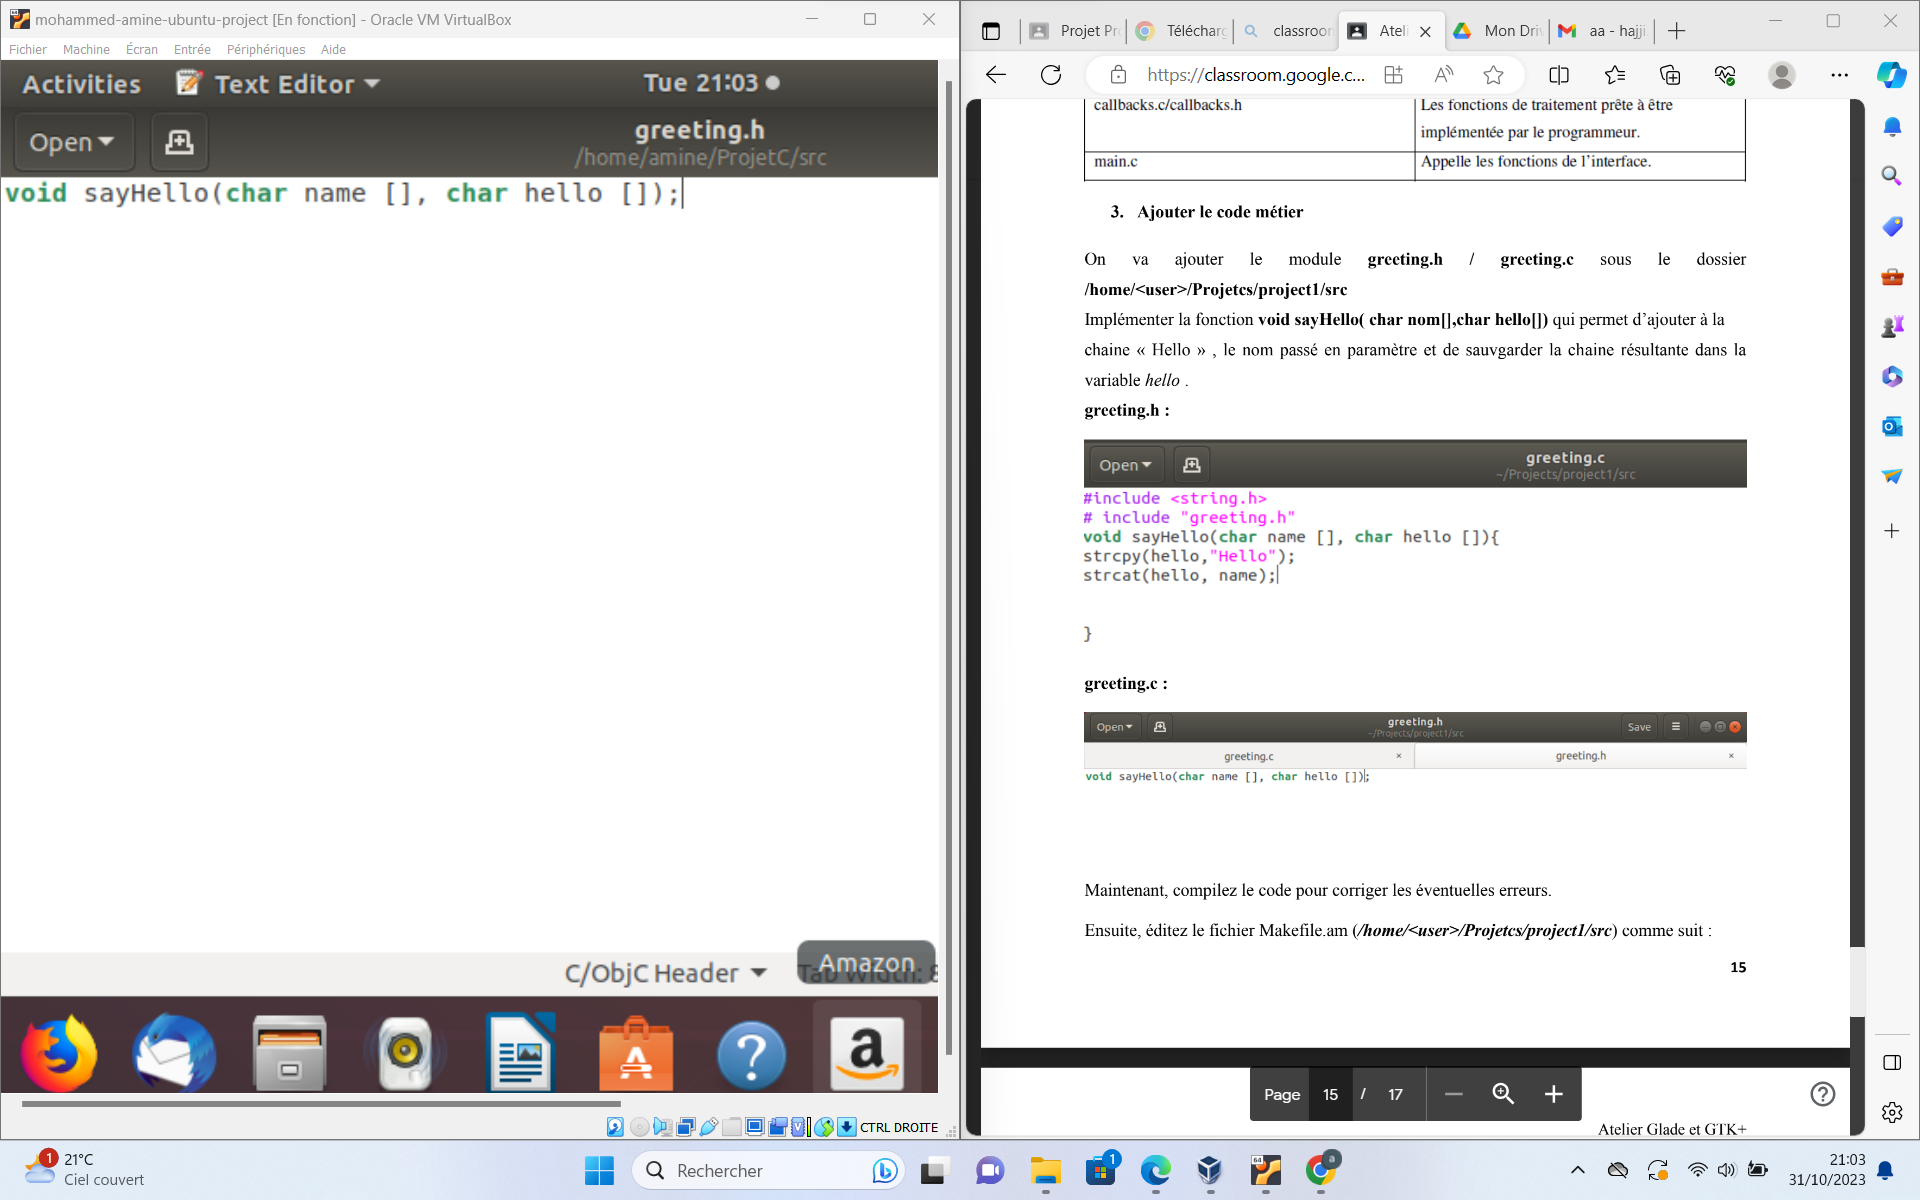 mohammed-amine-ubuntu-project [En fonction] - Oracle VM VirtualBox
Fichier Machine Écran Entrée Périphériques Aide
Activities Text Editor Tue 21:03
Open greeting.h
/home/amine/ProjetC/src
void sayHello(char name [], char hello []);
C/ObjC Header Tab Width: 8
Amazon
CTRL DROITE
Projet Pr Télécharg classroom Ateli Mon Driv aa - hajji.
https://classroom.google.c...
callbacks.c/callbacks.h Les fonctions de traitement prête à être
implémentée par le programmeur.
main.c Appelle les fonctions de l'interface.
3. Ajouter le code métier
On va ajouter le module greeting.h / greeting.c sous le dossier
/home/<user>/Projetcs/project1/src
Implémenter la fonction void sayHello( char nom[],char hello[]) qui permet d'ajouter à la
chaine « Hello » , le nom passé en paramètre et de sauvgarder la chaine résultante dans la
variable hello .
greeting.h :
Open greeting.c
~/Projects/project1/src
#include <string.h>
# include "greeting.h"
void sayHello(char name [], char hello []){
strcpy(hello,"Hello");
strcat(hello, name);
}
greeting.c :
Open greeting.h Save
~/Projects/project1/src
greeting.c × greeting.h ×
void sayHello(char name [], char hello []);
Maintenant, compilez le code pour corriger les éventuelles erreurs.
Ensuite, éditez le fichier Makefile.am (/home/<user>/Projetcs/project1/src) comme suit :
15
Page 15 / 17
Atelier Glade et GTK+
1 21°C
Ciel couvert
Rechercher
1
a
21:03
31/10/2023